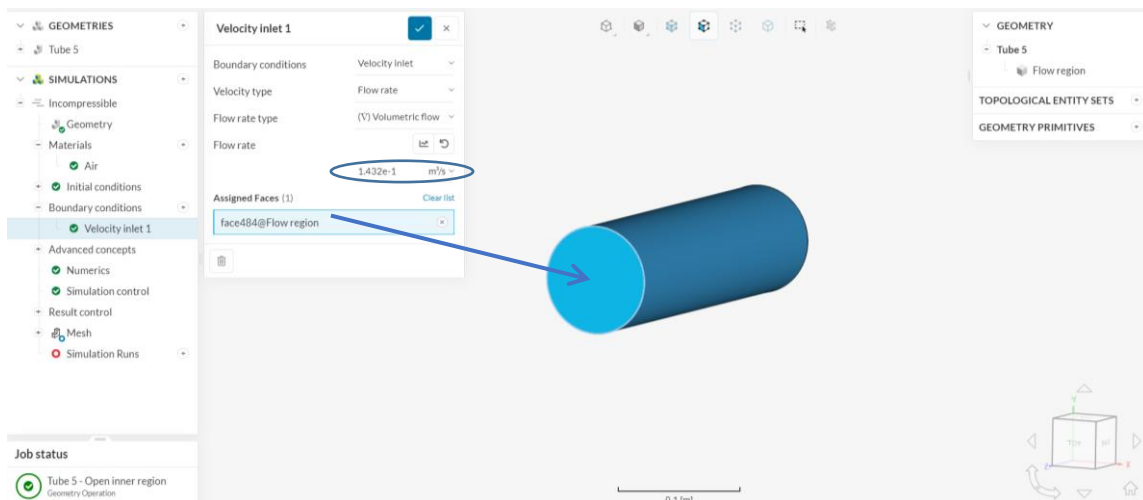 GEOMETRIES
Tube 5
SIMULATIONS
Incompressible
Geometry
Materials
Air
Initial conditions
Boundary conditions
Velocity inlet 1
Advanced concepts
Numerics
Simulation control
Result control
Mesh
Simulation Runs
Job status
Tube 5 - Open inner region
Geometry Operation
Velocity inlet 1
Boundary conditions Velocity inlet
Velocity type Flow rate
Flow rate type (V̇) Volumetric flow
Flow rate
1.432e-1 m³/s
Assigned Faces (1) Clear list
face484@Flow region
0.1 [m]
GEOMETRY
Tube 5
Flow region
TOPOLOGICAL ENTITY SETS
GEOMETRY PRIMITIVES
Y
TOP
Z
X